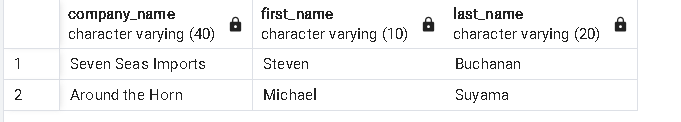 company_name first_name last_name
character varying (40) character varying (10) character varying (20)
1 Seven Seas Imports Steven Buchanan
2 Around the Horn Michael Suyama